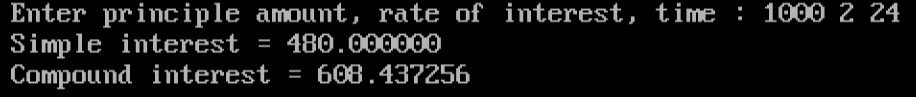 Enter principle amount, rate of interest, time : 1000 2 24
Simple interest = 480.000000
Compound interest = 608.437256